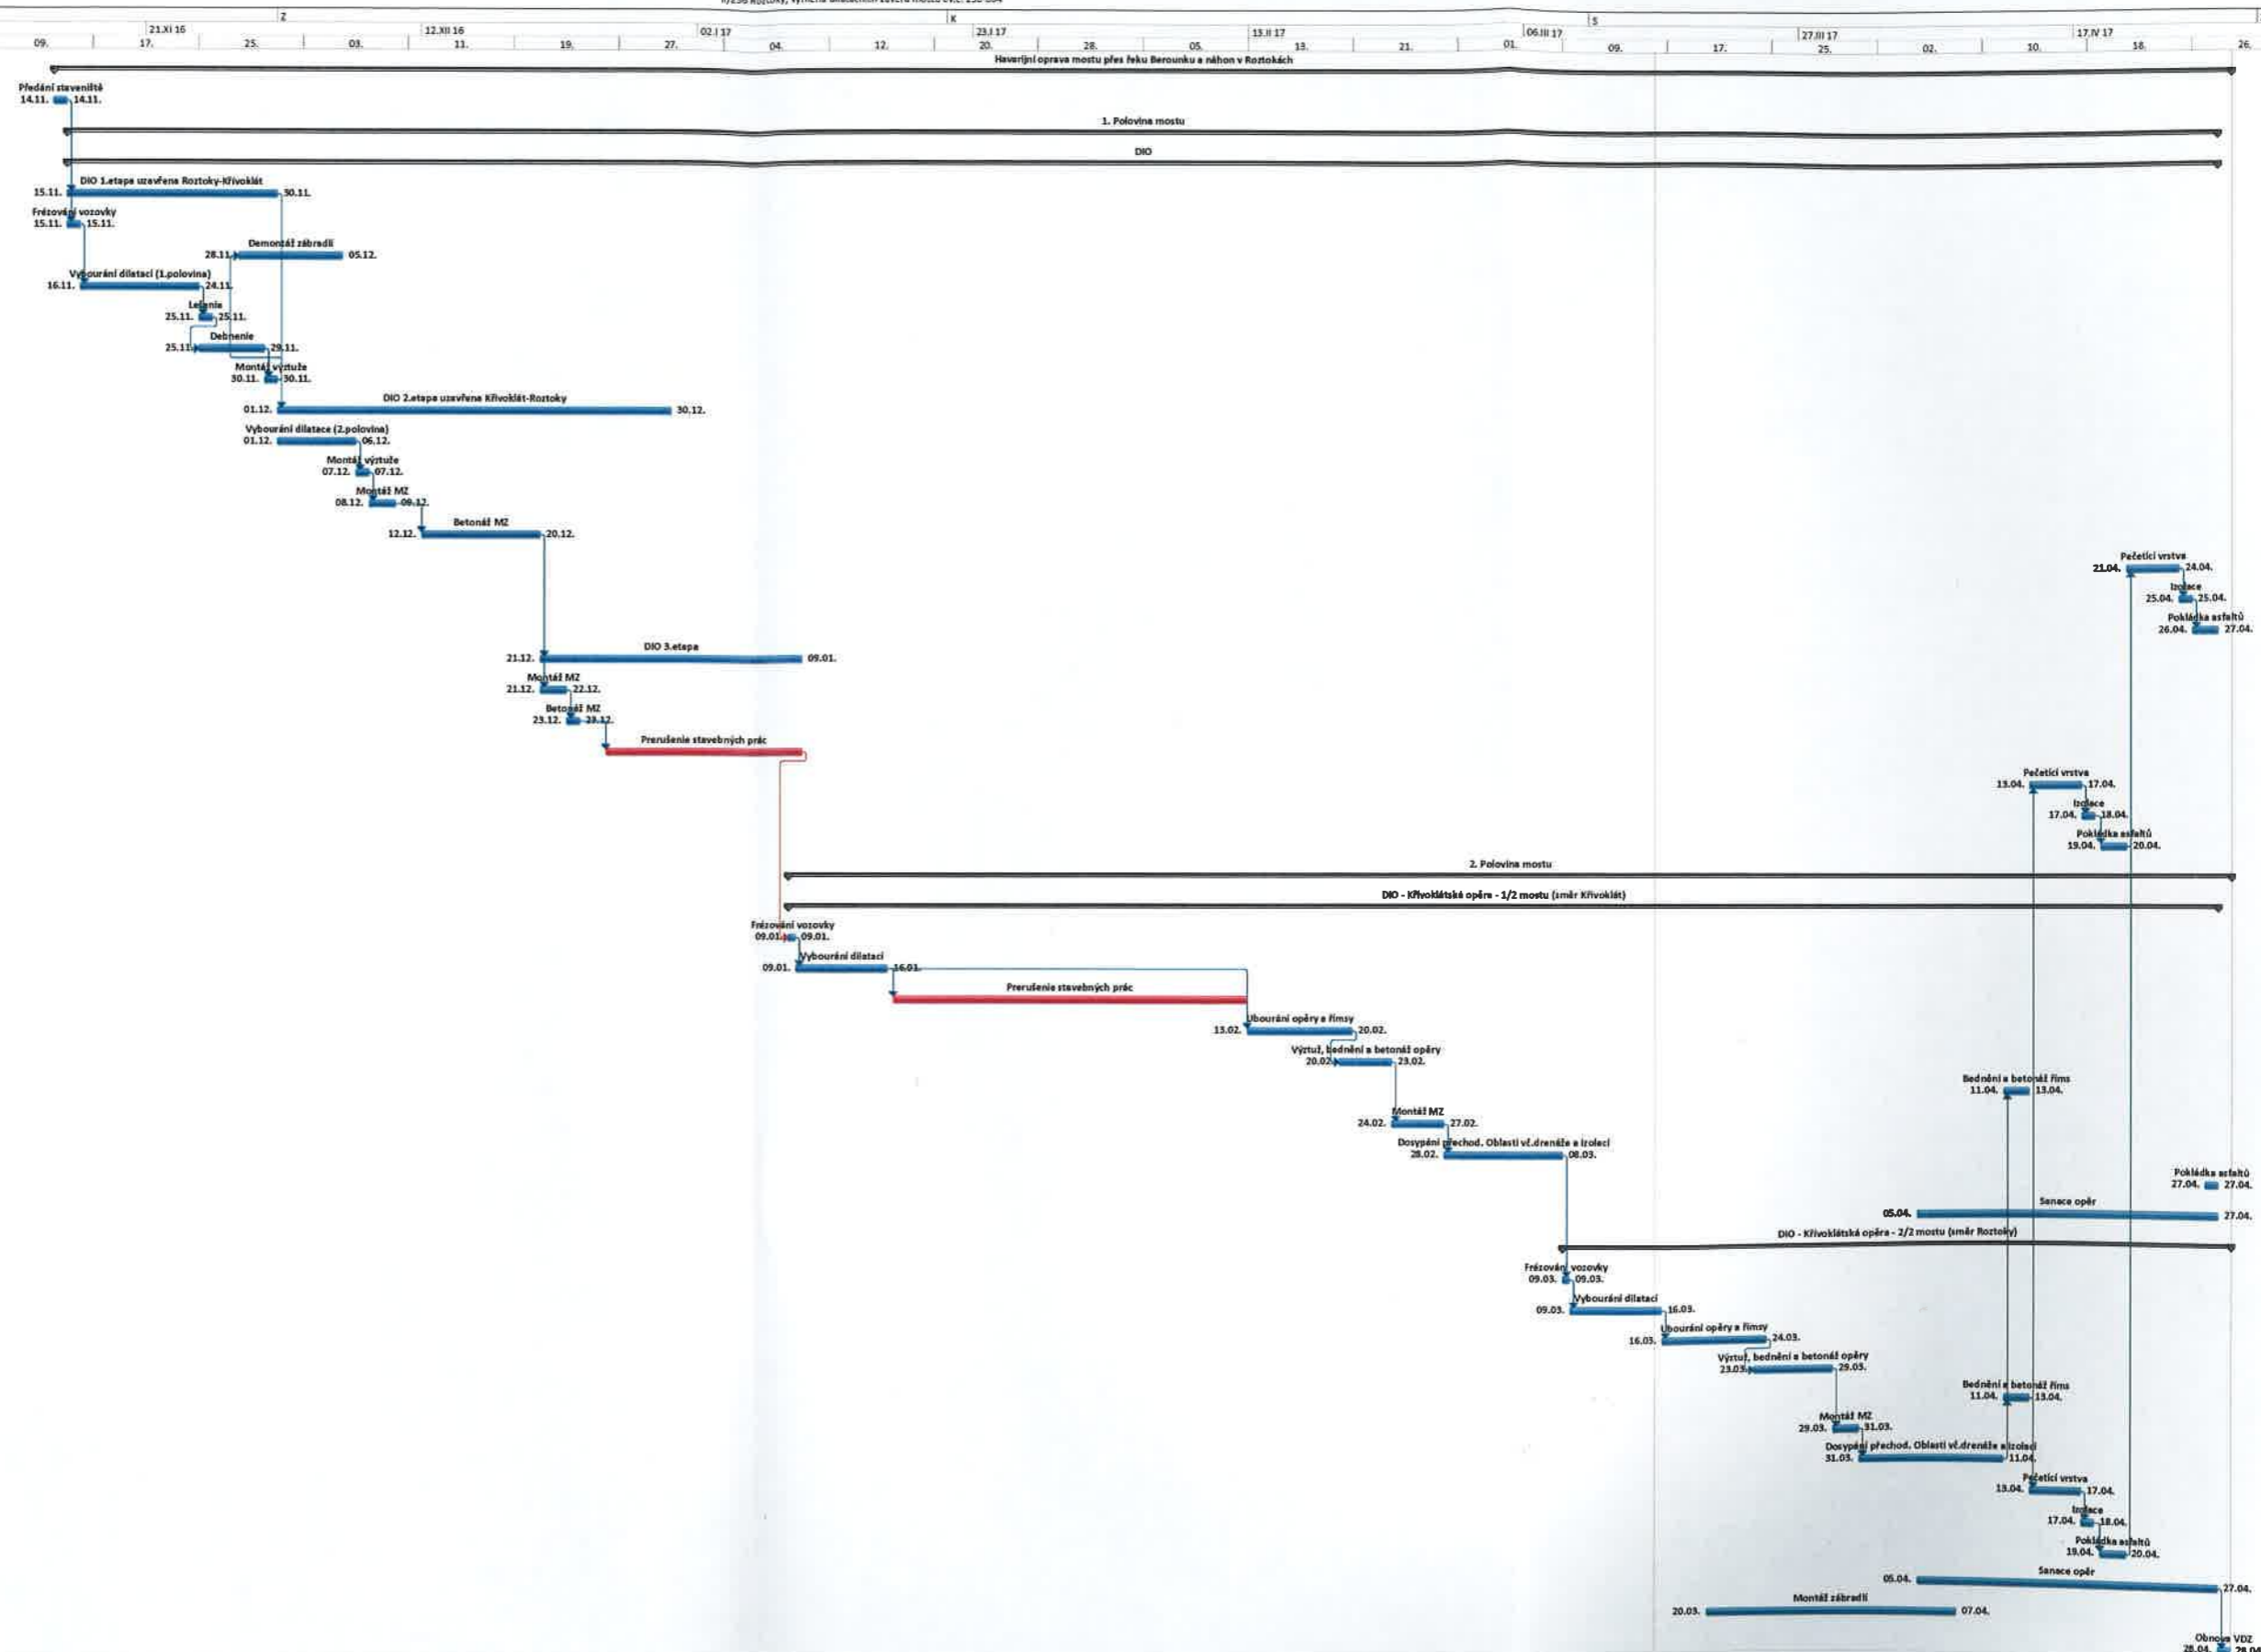 Z K S
21.XI 16 12.XII 16 02.I 17 23.I 17 13.II 17 06.III 17 27.III 17 17.IV 17
09. 17. 25. 03. 11. 19. 27. 04. 12. 20. 28. 05. 13. 21. 01. 09. 17. 25. 02. 10. 18. 26.
Havarijní oprava mostu přes řeku Berounku a náhon v Roztokách
Předání staveniště
14.11. 14.11.
1. Polovina mostu
DIO
DIO 1.etapa uzavřena Roztoky-Křivoklát
15.11. 30.11.
Frézování vozovky
15.11. 15.11.
Demontáž zábradlí
28.11. 05.12.
Vybourání dilatací (1.polovina)
16.11. 24.11.
Lešenie
25.11. 25.11.
Debnenie
25.11. 29.11.
Montáž výztuže
30.11. 30.11.
DIO 2.etapa uzavřena Křivoklát-Roztoky
01.12. 30.12.
Vybourání dilatace (2.polovina)
01.12. 06.12.
Montáž výztuže
07.12. 07.12.
Montáž MZ
08.12. 09.12.
Betonáž MZ
12.12. 20.12.
Pečetící vrstva
21.04. 24.04.
Izolace
25.04. 25.04.
Pokládka asfaltů
26.04. 27.04.
DIO 3.etapa
21.12. 09.01.
Montáž MZ
21.12. 22.12.
Betonáž MZ
23.12. 23.12.
Prerušenie stavebných prác
Pečetící vrstva
13.04. 17.04.
Izolace
17.04. 18.04.
Pokládka asfaltů
19.04. 20.04.
2. Polovina mostu
DIO - Křivoklátská opěra - 1/2 mostu (směr Křivoklát)
Frézování vozovky
09.01. 09.01.
Vybourání dilatací
09.01. 16.01.
Prerušenie stavebných prác
Ubourání opěry a římsy
13.02. 20.02.
Výztuž, bednění a betonáž opěry
20.02. 23.02.
Bednění a betonáž říms
11.04. 13.04.
Montáž MZ
24.02. 27.02.
Dosypání přechod. Oblastí vč.drenáže a izolací
28.02. 08.03.
Pokládka asfaltů
27.04. 27.04.
Sanace opěr
05.04. 27.04.
DIO - Křivoklátská opěra - 2/2 mostu (směr Roztoky)
Frézování vozovky
09.03. 09.03.
Vybourání dilatací
09.03. 16.03.
Ubourání opěry a římsy
16.03. 24.03.
Výztuž, bednění a betonáž opěry
23.03. 29.03.
Bednění a betonáž říms
11.04. 13.04.
Montáž MZ
29.03. 31.03.
Dosypání přechod. Oblastí vč.drenáže a izolací
31.03. 11.04.
Pečetící vrstva
13.04. 17.04.
Izolace
17.04. 18.04.
Pokládka asfaltů
19.04. 20.04.
Sanace opěr
05.04. 27.04.
Montáž zábradlí
20.03. 07.04.
Obnova VDZ
28.04. 28.04.